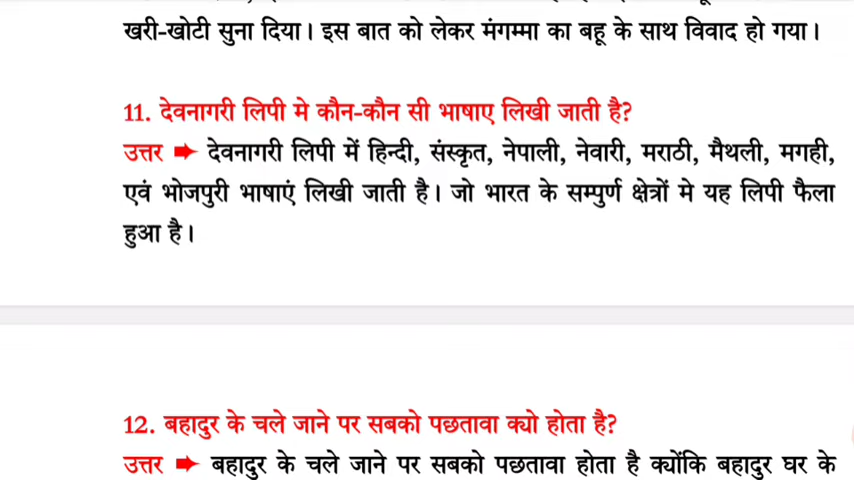 खरी-खोटी सुना दिया। इस बात को लेकर मंगम्मा का बहू के साथ विवाद हो गया।
11. देवनागरी लिपी मे कौन-कौन सी भाषाए लिखी जाती है?
उत्तर ➡ देवनागरी लिपी में हिन्दी, संस्कृत, नेपाली, नेवारी, मराठी, मैथली, मगही,
एवं भोजपुरी भाषाएं लिखी जाती है। जो भारत के सम्पुर्ण क्षेत्रों मे यह लिपी फैला
हुआ है।
12. बहादुर के चले जाने पर सबको पछतावा क्यो होता है?
उत्तर ➡ बहादुर के चले जाने पर सबको पछतावा होता है क्योंकि बहादुर घर के